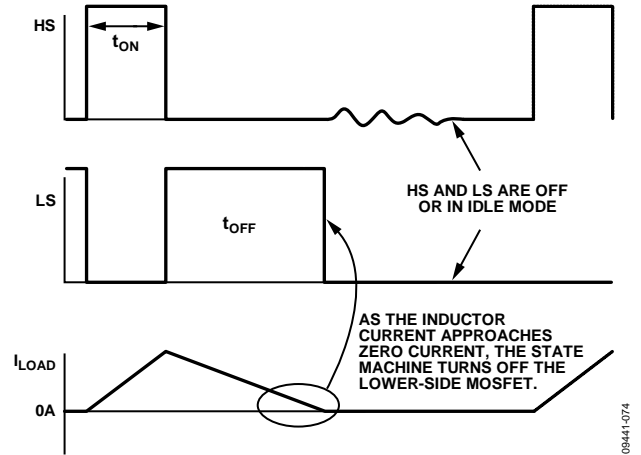 HS
tON
HS AND LS ARE OFF
OR IN IDLE MODE
LS
tOFF
AS THE INDUCTOR
CURRENT APPROACHES
ZERO CURRENT, THE STATE
MACHINE TURNS OFF THE
LOWER-SIDE MOSFET.
ILOAD
0A
09441-074